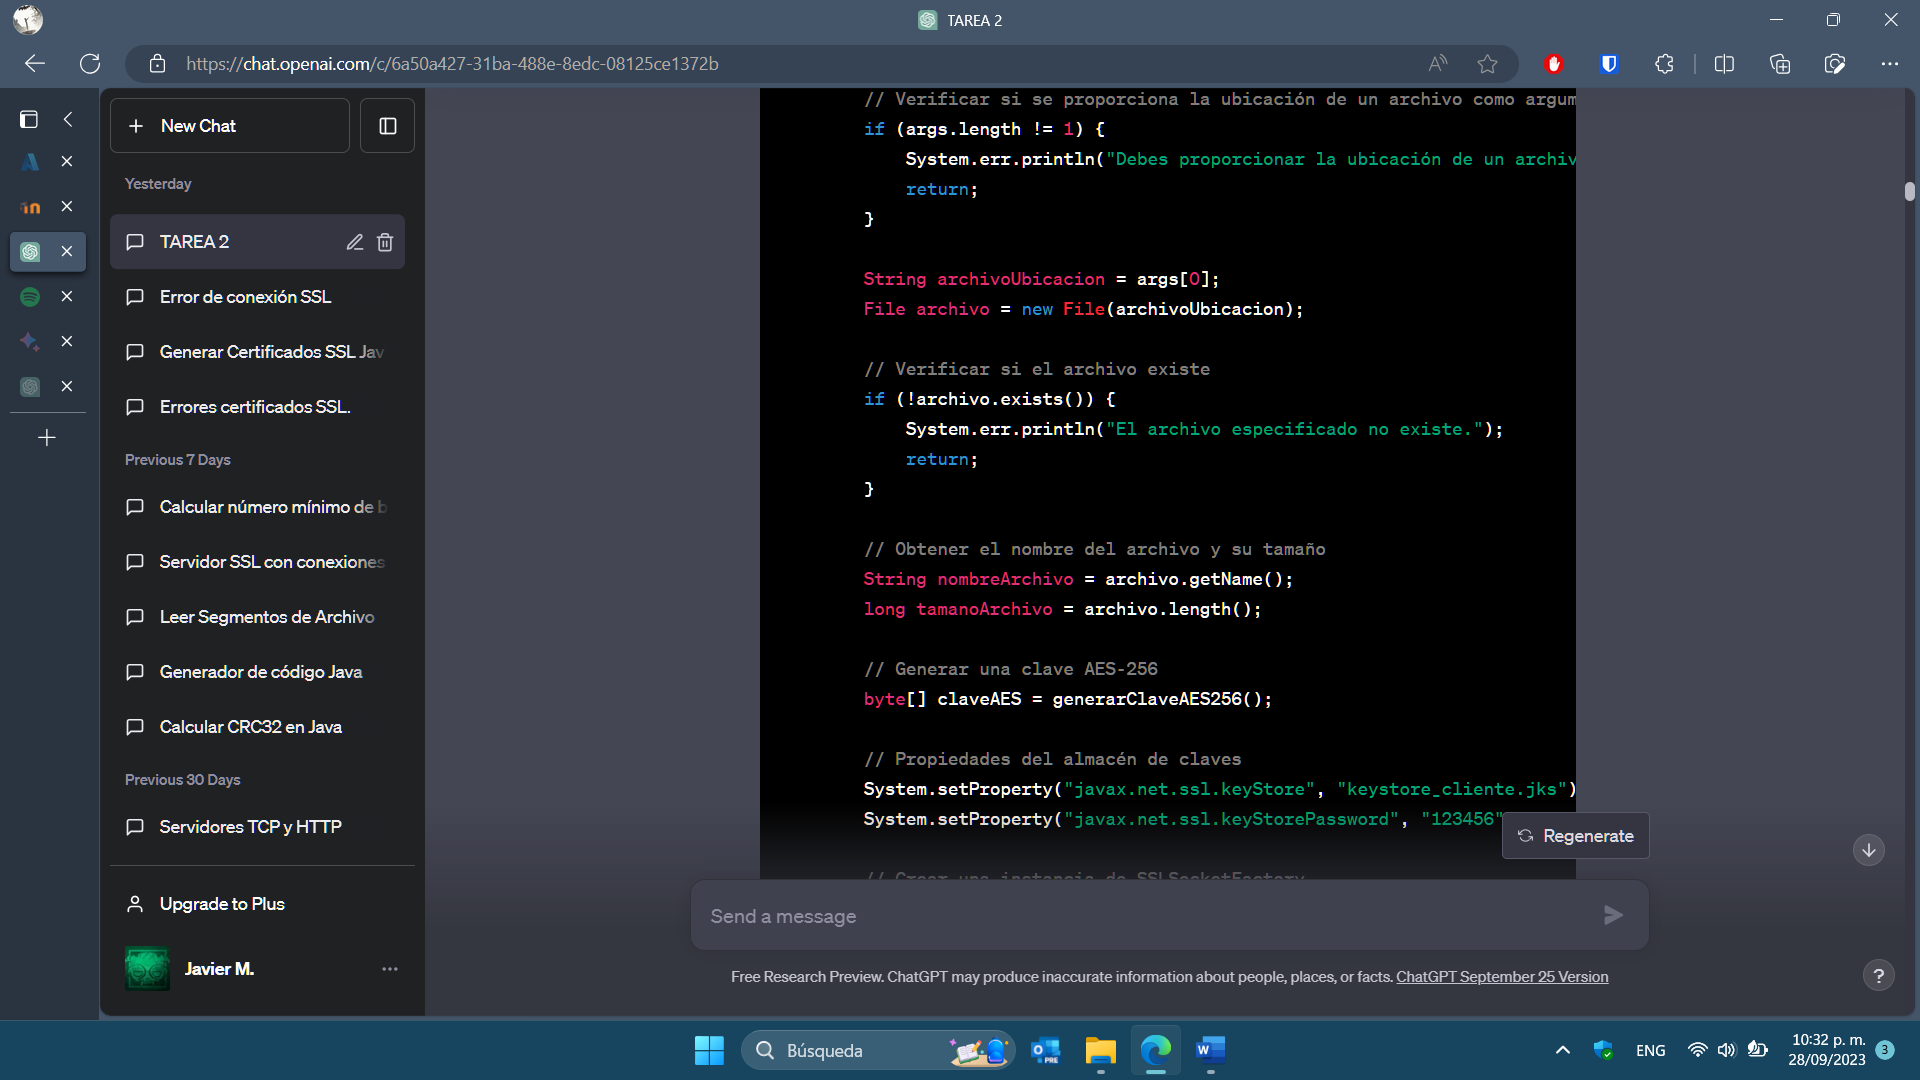 TAREA 2
https://chat.openai.com/c/6a50a427-31ba-488e-8edc-08125ce1372b
New Chat
Yesterday
TAREA 2
Error de conexión SSL
Generar Certificados SSL Jav
Errores certificados SSL.
Previous 7 Days
Calcular número mínimo de b
Servidor SSL con conexiones
Leer Segmentos de Archivo
Generador de código Java
Calcular CRC32 en Java
Previous 30 Days
Servidores TCP y HTTP
Upgrade to Plus
Javier M.
// Verificar si se proporciona la ubicación de un archivo como argum
if (args.length != 1) {
System.err.println("Debes proporcionar la ubicación de un archiv
return;
}
String archivoUbicacion = args[0];
File archivo = new File(archivoUbicacion);
// Verificar si el archivo existe
if (!archivo.exists()) {
System.err.println("El archivo especificado no existe.");
return;
}
// Obtener el nombre del archivo y su tamaño
String nombreArchivo = archivo.getName();
long tamanoArchivo = archivo.length();
// Generar una clave AES-256
byte[] claveAES = generarClaveAES256();
// Propiedades del almacén de claves
System.setProperty("javax.net.ssl.keyStore", "keystore_cliente.jks")
System.setProperty("javax.net.ssl.keyStorePassword", "123456"
// Crear una instancia de SSLSocketFactory
Regenerate
Send a message
Free Research Preview. ChatGPT may produce inaccurate information about people, places, or facts. ChatGPT September 25 Version
?
Búsqueda
ENG
10:32 p. m.
28/09/2023
3